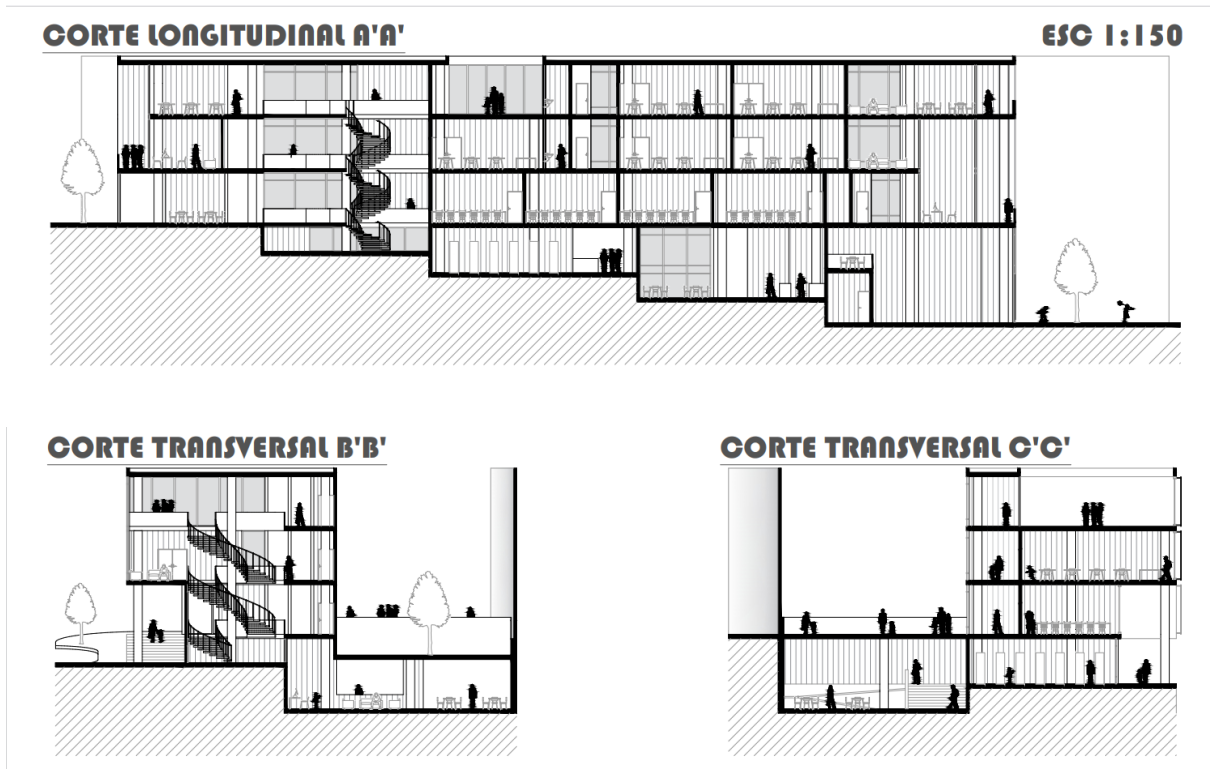 CORTE LONGITUDINAL A'A'
ESC 1:150
CORTE TRANSVERSAL B'B'
CORTE TRANSVERSAL C'C'